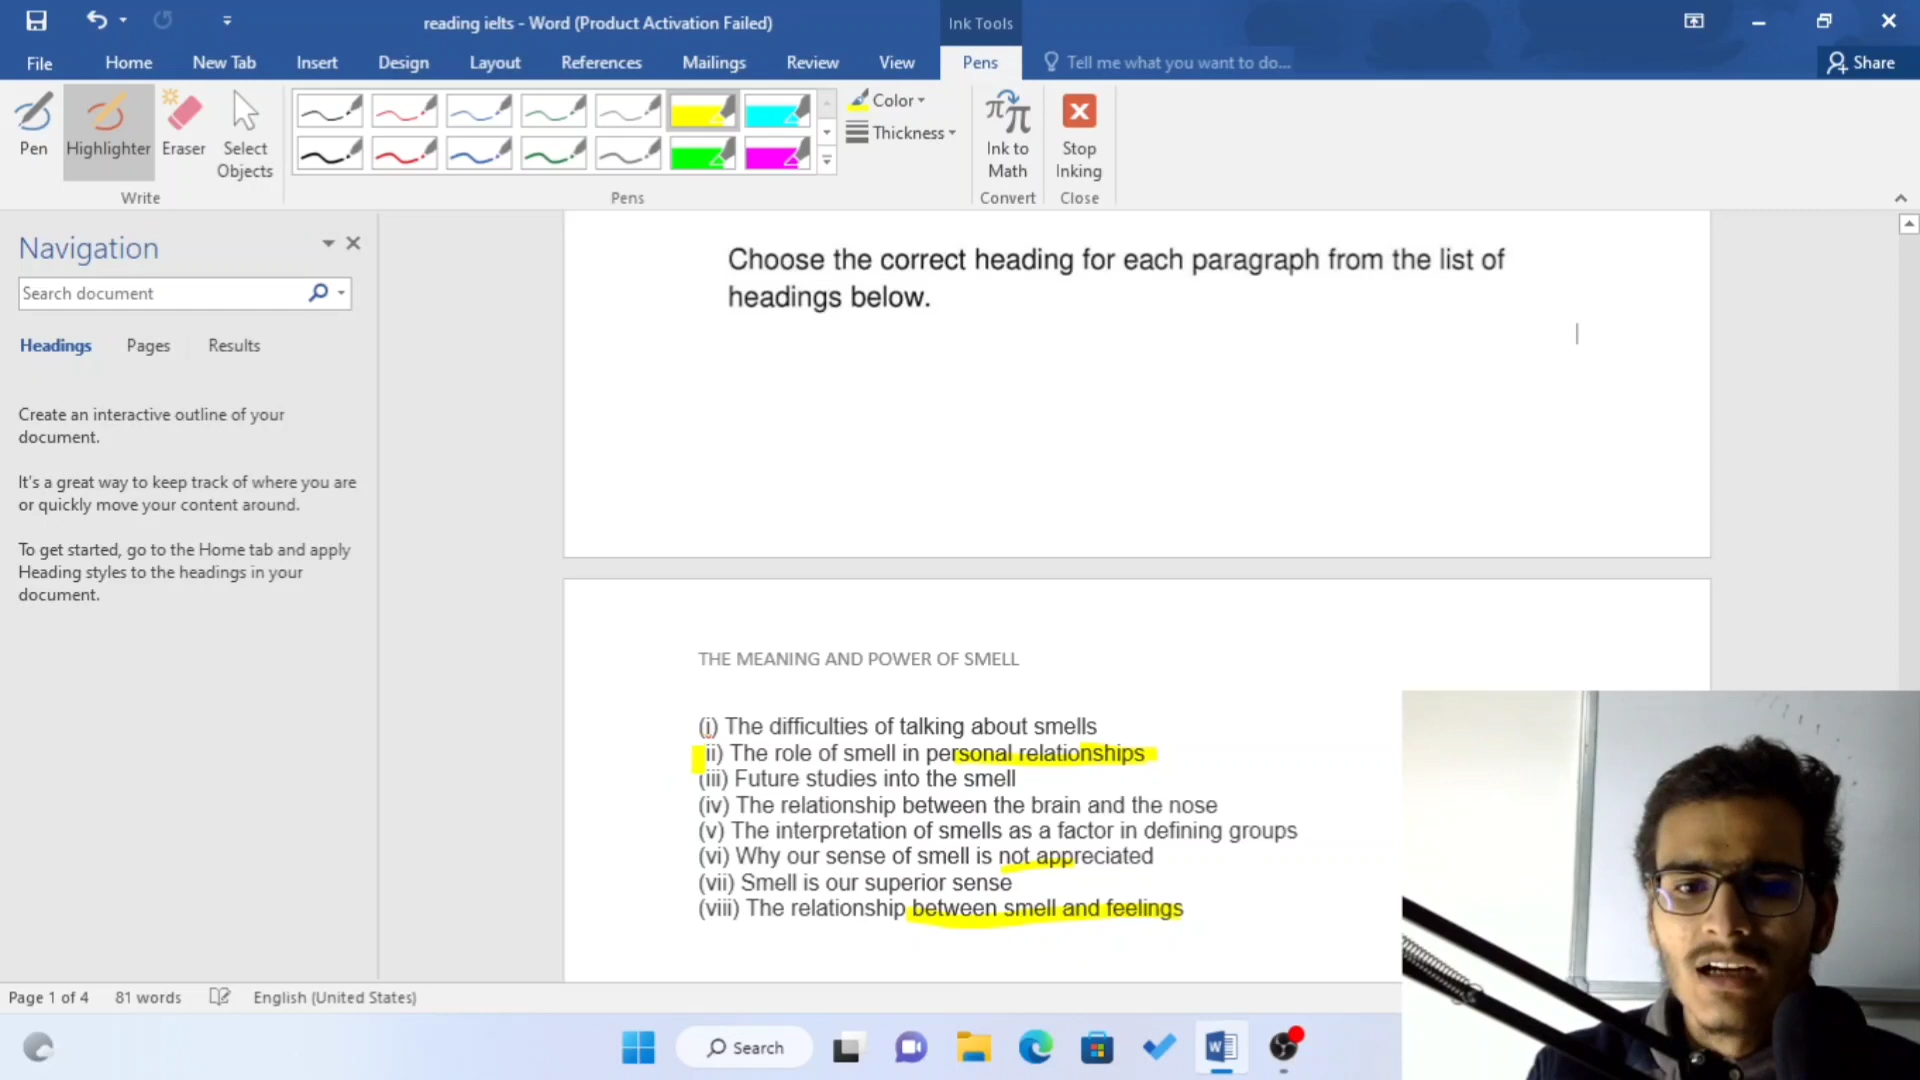 reading ielts - Word (Product Activation Failed)
Ink Tools
File
Home
New Tab
Insert
Design
Layout
References
Mailings
Review
View
Pens
Tell me what you want to do...
Share
Pen
Highlighter
Eraser
Select
Objects
Color
Thickness
Ink to
Math
Stop
Inking
Write
Pens
Convert
Close
Navigation
Search document
Headings
Pages
Results
Create an interactive outline of your
document.
It's a great way to keep track of where you are
or quickly move your content around.
To get started, go to the Home tab and apply
Heading styles to the headings in your
document.
Choose the correct heading for each paragraph from the list of
headings below.
THE MEANING AND POWER OF SMELL
(i) The difficulties of talking about smells
ii) The role of smell in personal relationships
(iii) Future studies into the smell
(iv) The relationship between the brain and the nose
(v) The interpretation of smells as a factor in defining groups
(vi) Why our sense of smell is not appreciated
(vii) Smell is our superior sense
(viii) The relationship between smell and feelings
Page 1 of 4
81 words
English (United States)
Search